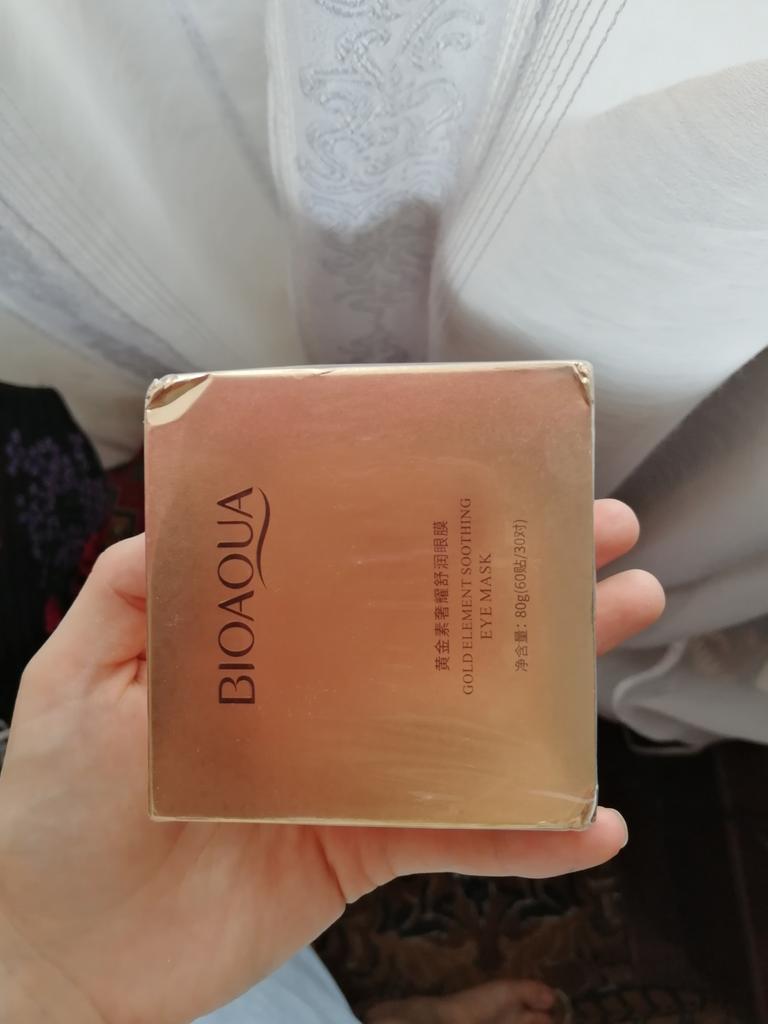 BIOAQUA
黄金素奢耀舒润眼膜
GOLD ELEMENT SOOTHING
EYE MASK
净含量：80g(60贴/30对)